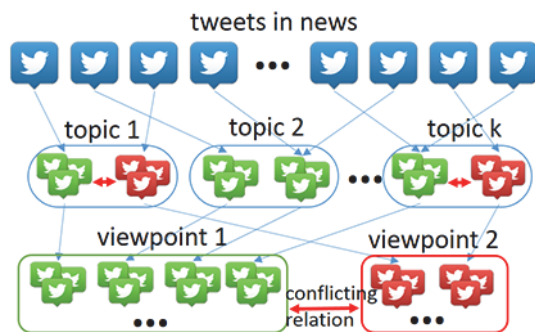 tweets in news
...
topic 1
topic 2
topic k
...
viewpoint 1
viewpoint 2
conflicting
relation
...
...